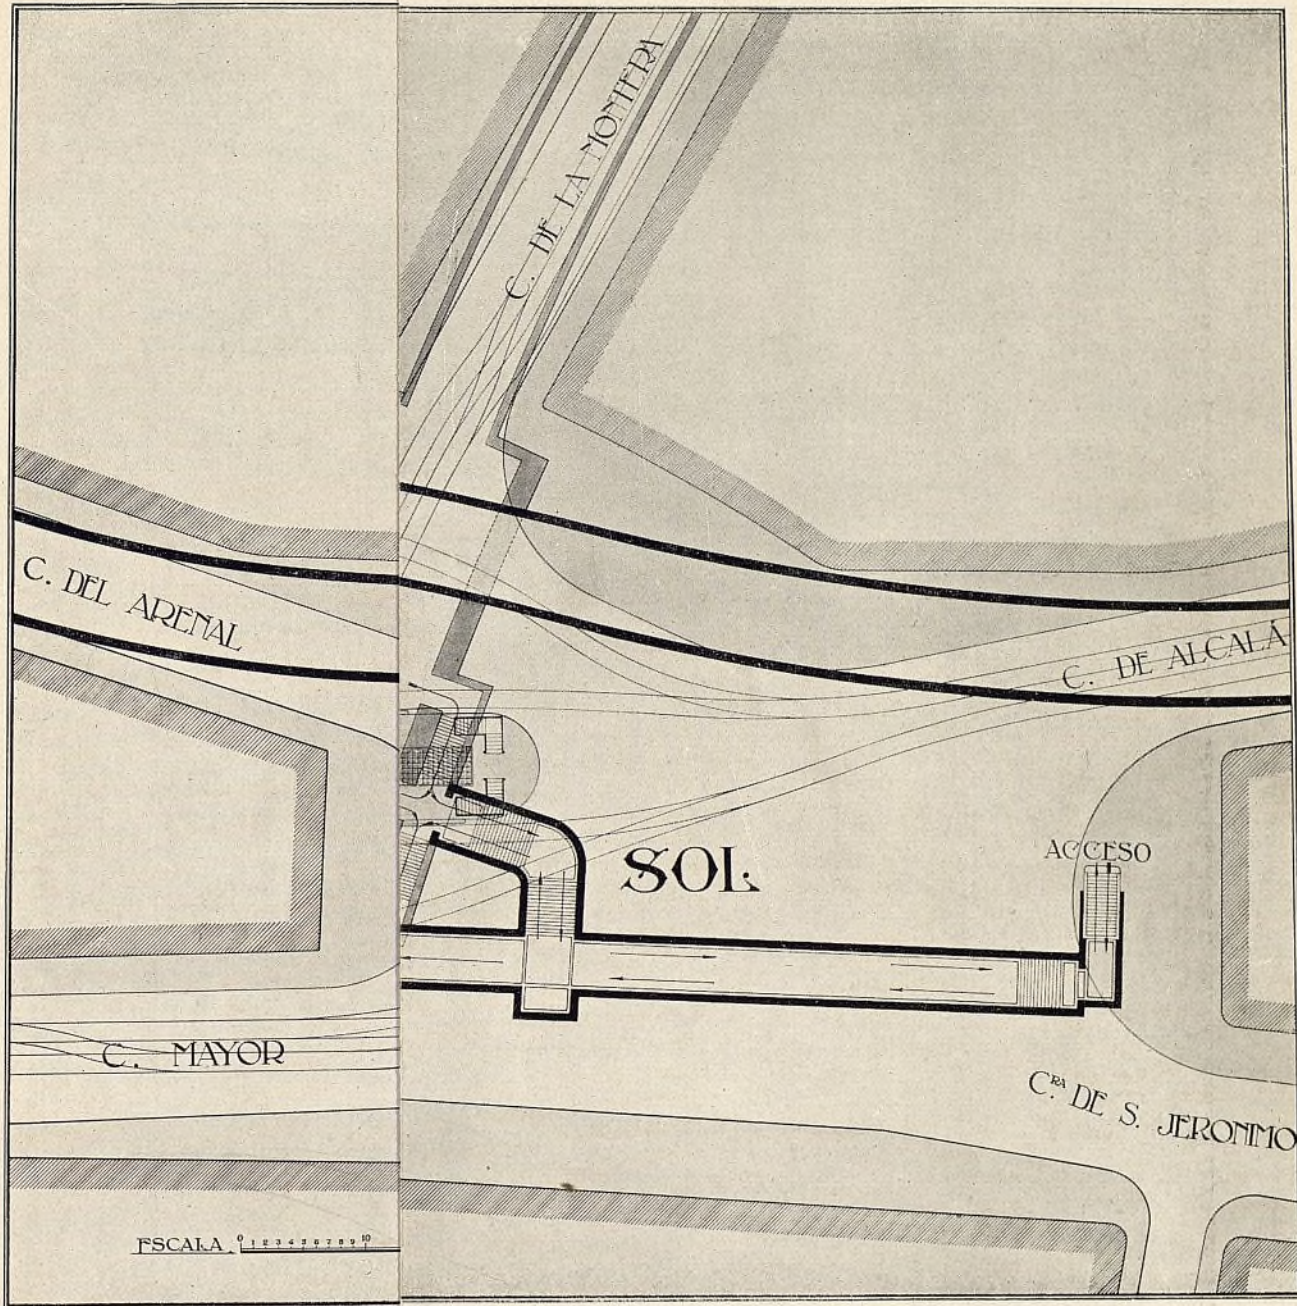 C. DE LA MONTERA
C. DEL ARENAL
C. DE ALCALÁ
SOL
ACCESO
C. MAYOR
C.RA DE S. JERONIMO
ESCALA 0 1 2 3 4 5 6 7 8 9 10